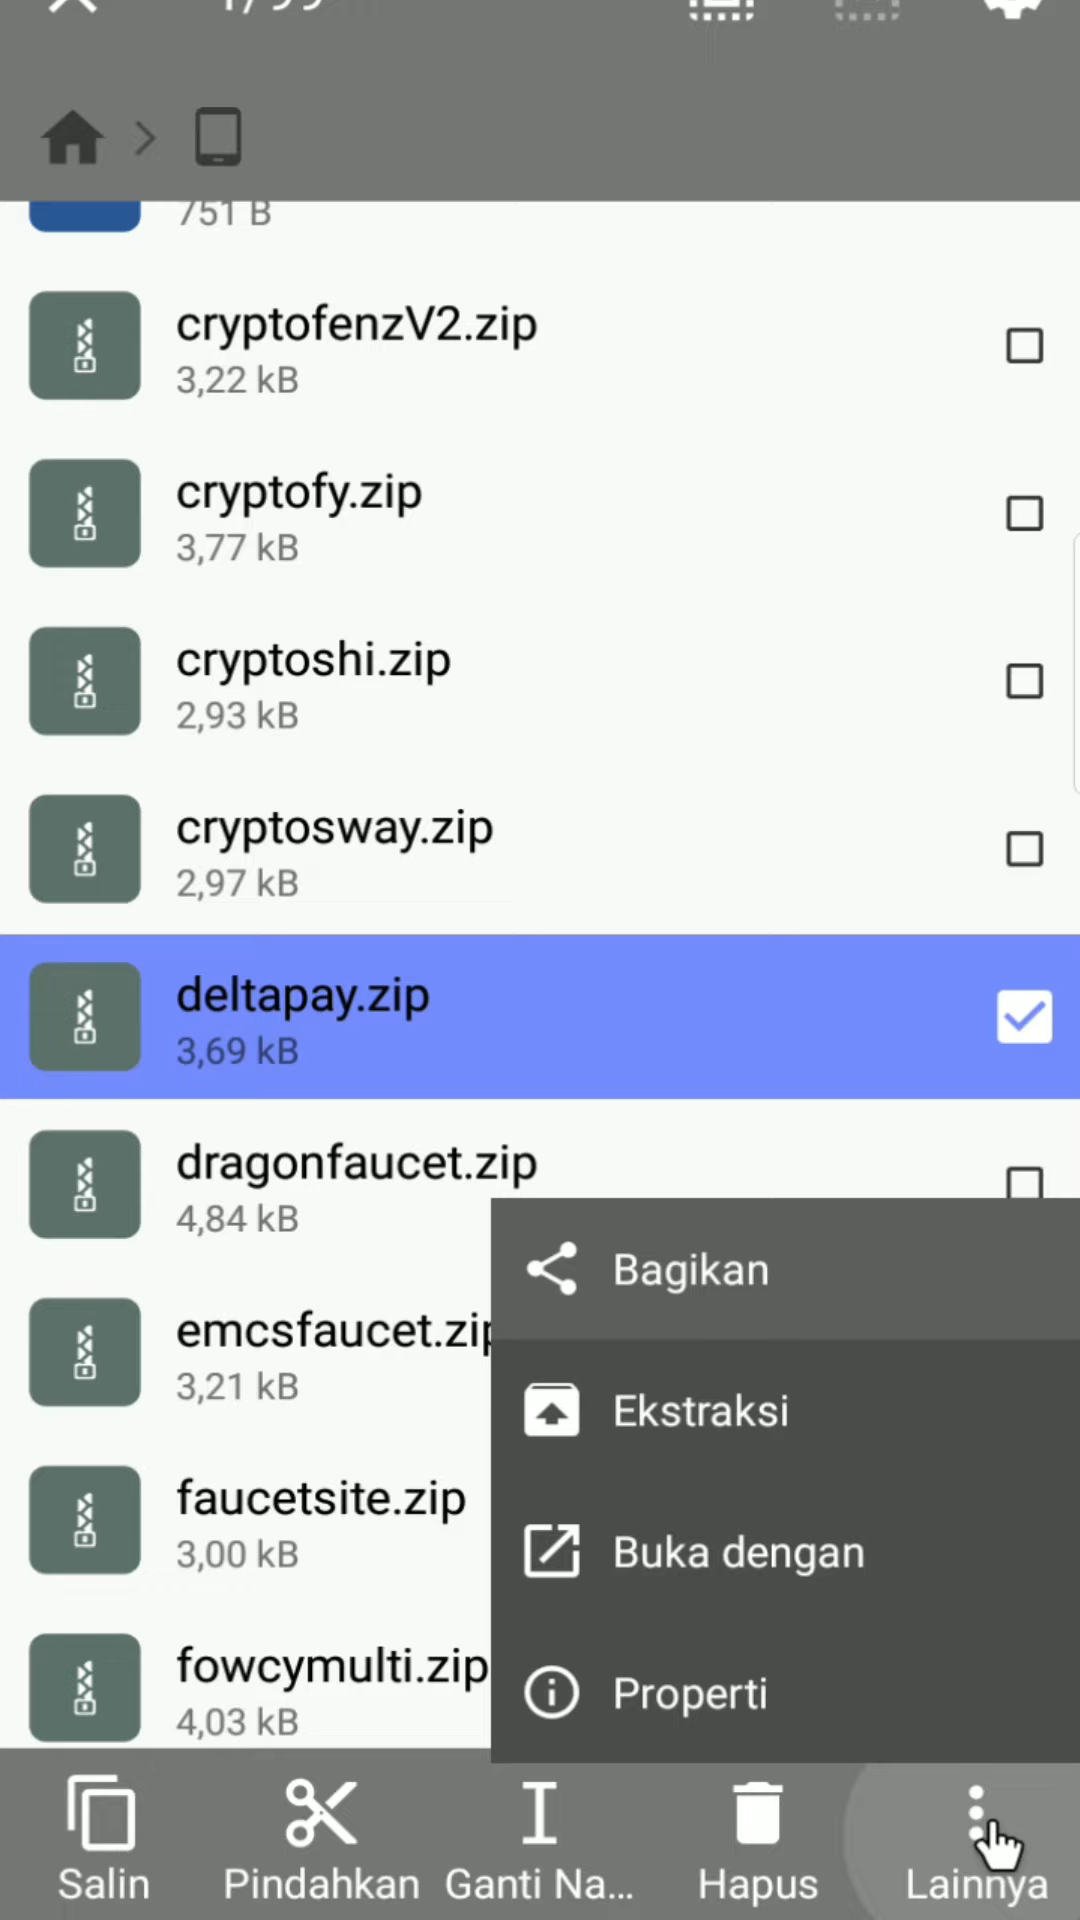 751 B
cryptofenzV2.zip
3,22 kB
cryptofy.zip
3,77 kB
cryptoshi.zip
2,93 kB
cryptosway.zip
2,97 kB
deltapay.zip
3,69 kB
dragonfaucet.zip
4,84 kB
emcsfaucet.zip
3,21 kB
faucetsite.zip
3,00 kB
fowcymulti.zip
4,03 kB
Bagikan
Ekstraksi
Buka dengan
Properti
Salin
Pindahkan
Ganti Na...
Hapus
Lainnya